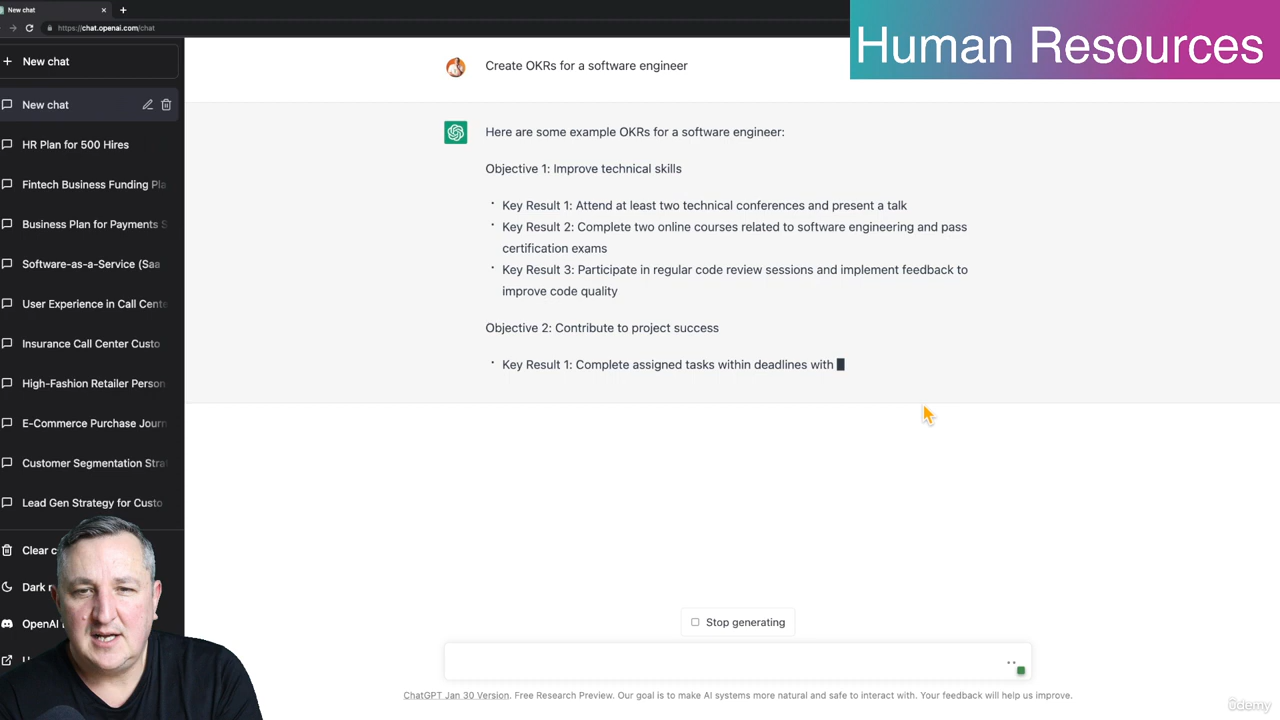 New chat
https://chat.openai.com/chat
Human Resources
New chat
New chat
HR Plan for 500 Hires
Fintech Business Funding Pla
Business Plan for Payments S
Software-as-a-Service (Saa
User Experience in Call Cente
Insurance Call Center Custo
High-Fashion Retailer Person
E-Commerce Purchase Journ
Customer Segmentation Stra
Lead Gen Strategy for Custo
Clear c
Dark
OpenAI
Create OKRs for a software engineer
Here are some example OKRs for a software engineer:
Objective 1: Improve technical skills
• Key Result 1: Attend at least two technical conferences and present a talk
• Key Result 2: Complete two online courses related to software engineering and pass
certification exams
• Key Result 3: Participate in regular code review sessions and implement feedback to
improve code quality
Objective 2: Contribute to project success
• Key Result 1: Complete assigned tasks within deadlines with
Stop generating
ChatGPT Jan 30 Version. Free Research Preview. Our goal is to make AI systems more natural and safe to interact with. Your feedback will help us improve.
ûdemy